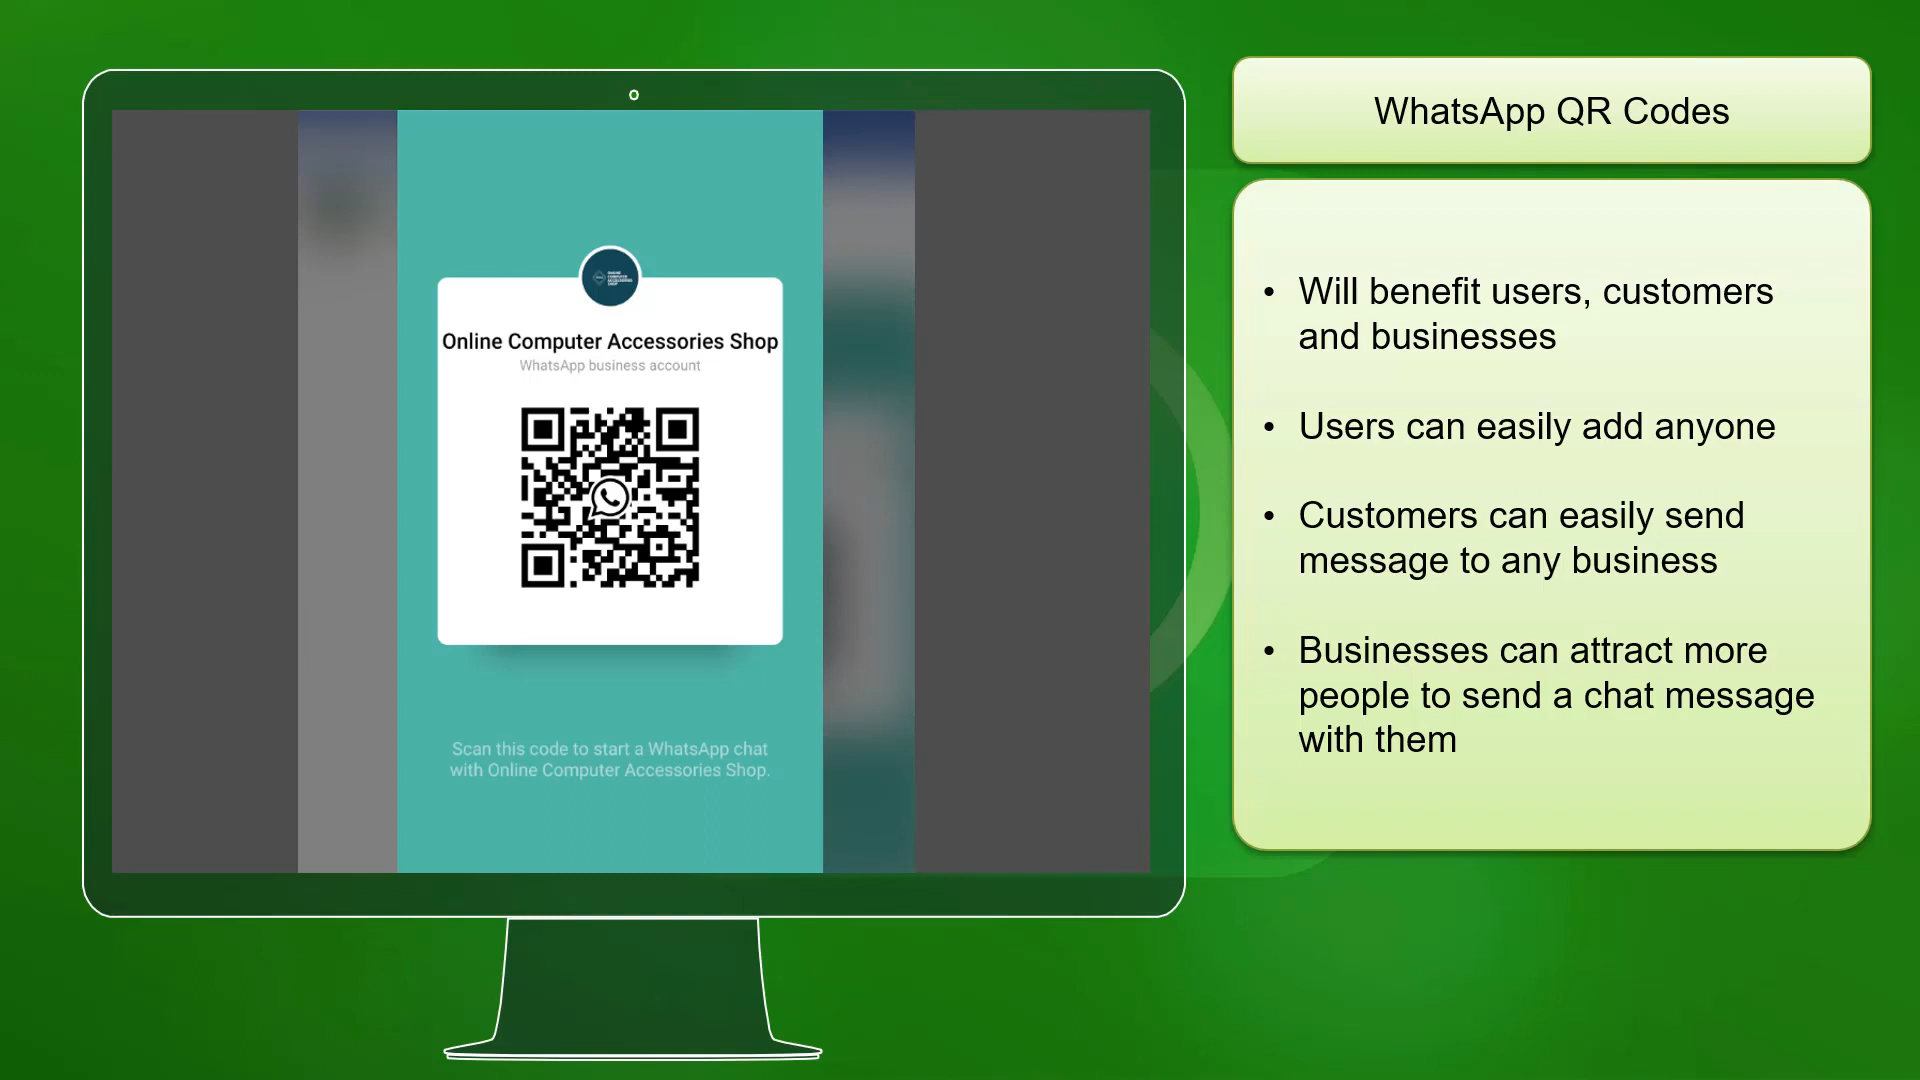 Online Computer Accessories Shop
WhatsApp business account
Scan this code to start a WhatsApp chat
with Online Computer Accessories Shop.
WhatsApp QR Codes
• Will benefit users, customers
and businesses
• Users can easily add anyone
• Customers can easily send
message to any business
• Businesses can attract more
people to send a chat message
with them